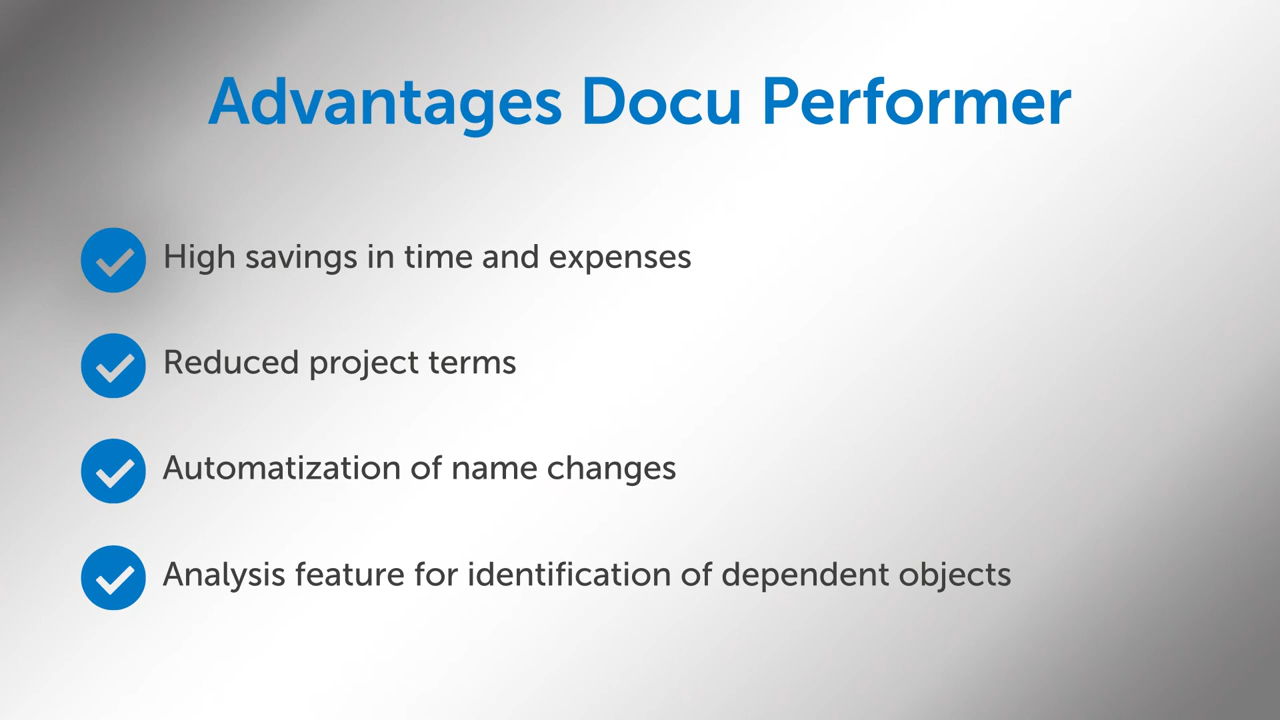 Advantages Docu Performer
High savings in time and expenses
Reduced project terms
Automatization of name changes
Analysis feature for identification of dependent objects